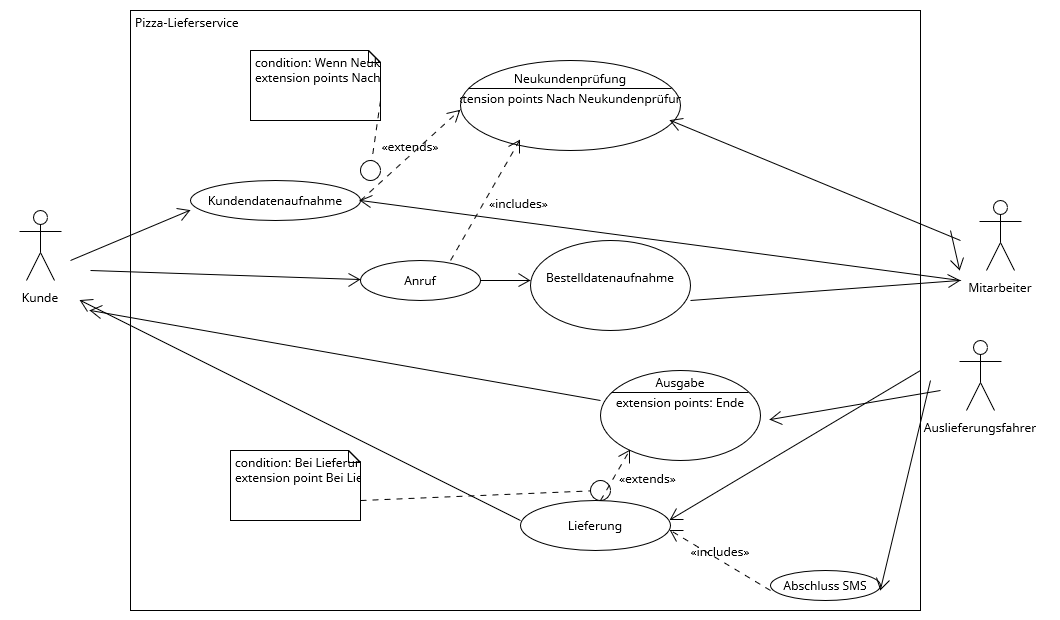 Pizza-Lieferservice
condition: Wenn Neuk
extension points Nach
Neukundenprüfung
tension points Nach Neukundenprüfur
«extends»
Kundendatenaufnahme
«includes»
Anruf
Bestelldatenaufnahme
Kunde
Mitarbeiter
Ausgabe
extension points: Ende
Auslieferungsfahrer
condition: Bei Lieferun
extension point Bei Lie
«extends»
Lieferung
«includes»
Abschluss SMS